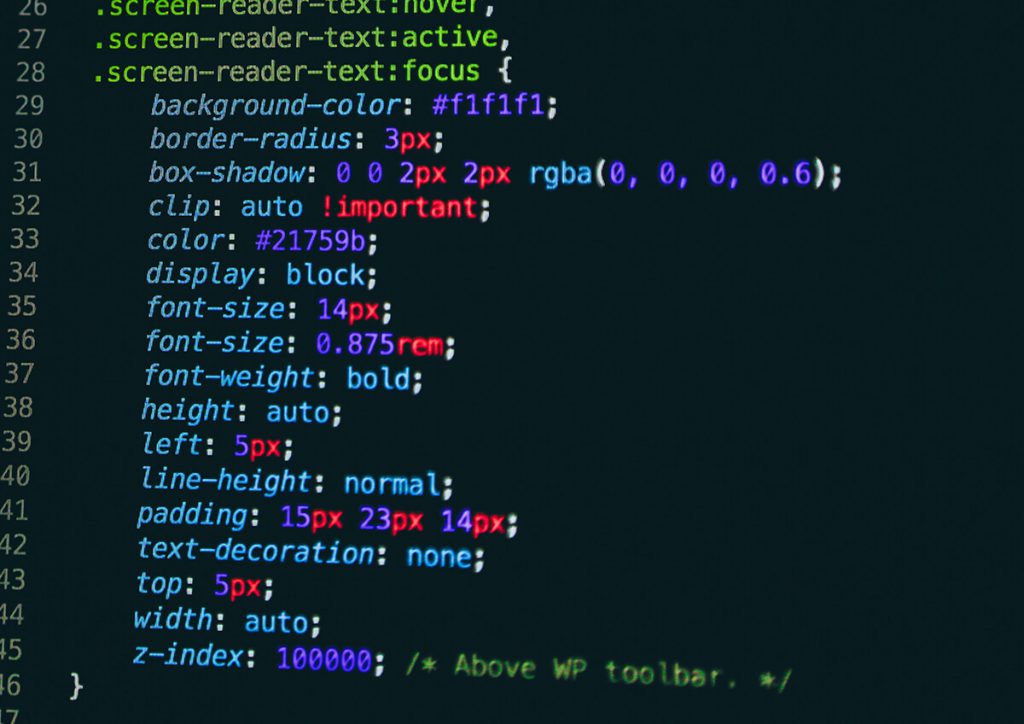 26 .screen-reader-text:hover,
27 .screen-reader-text:active,
28 .screen-reader-text:focus {
29 background-color: #f1f1f1;
30 border-radius: 3px;
31 box-shadow: 0 0 2px 2px rgba(0, 0, 0, 0.6);
32 clip: auto !important;
33 color: #21759b;
34 display: block;
35 font-size: 14px;
36 font-size: 0.875rem;
37 font-weight: bold;
38 height: auto;
39 left: 5px;
40 line-height: normal;
41 padding: 15px 23px 14px;
42 text-decoration: none;
43 top: 5px;
44 width: auto;
45 z-index: 100000; /* Above WP toolbar. */
46 }
47